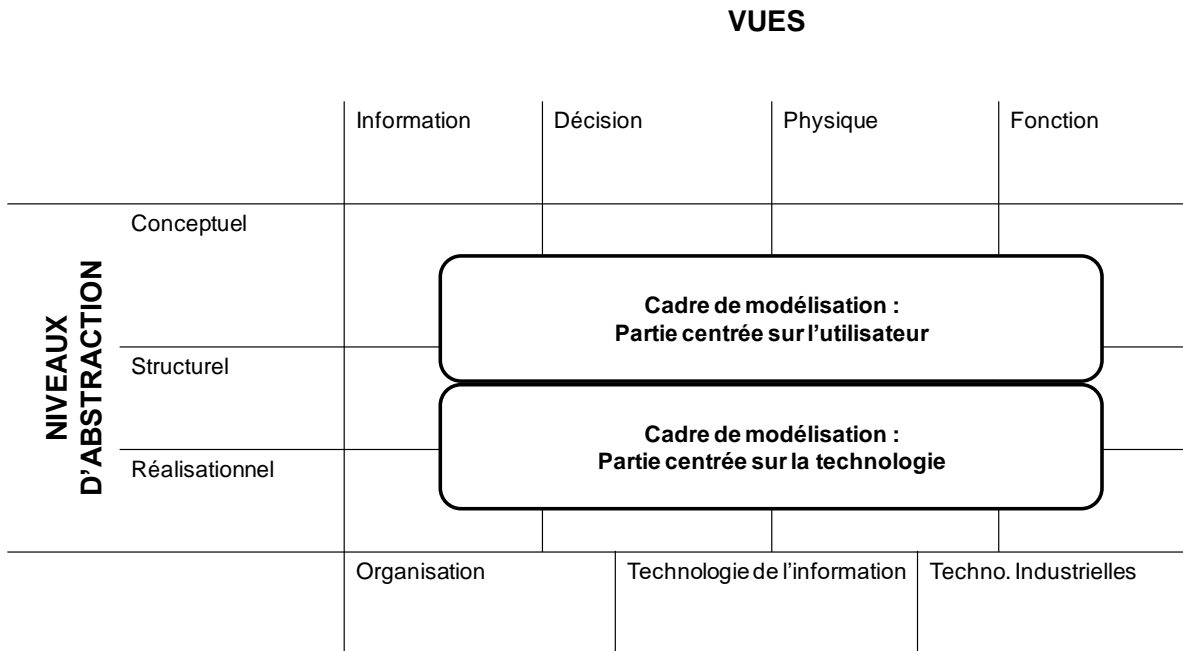 VUES
Information
Décision
Physique
Fonction
NIVEAUX
D'ABSTRACTION
Conceptuel
Cadre de modélisation :
Partie centrée sur l'utilisateur
Structurel
Cadre de modélisation :
Partie centrée sur la technologie
Réalisationnel
Organisation
Technologie de l'information
Techno. Industrielles